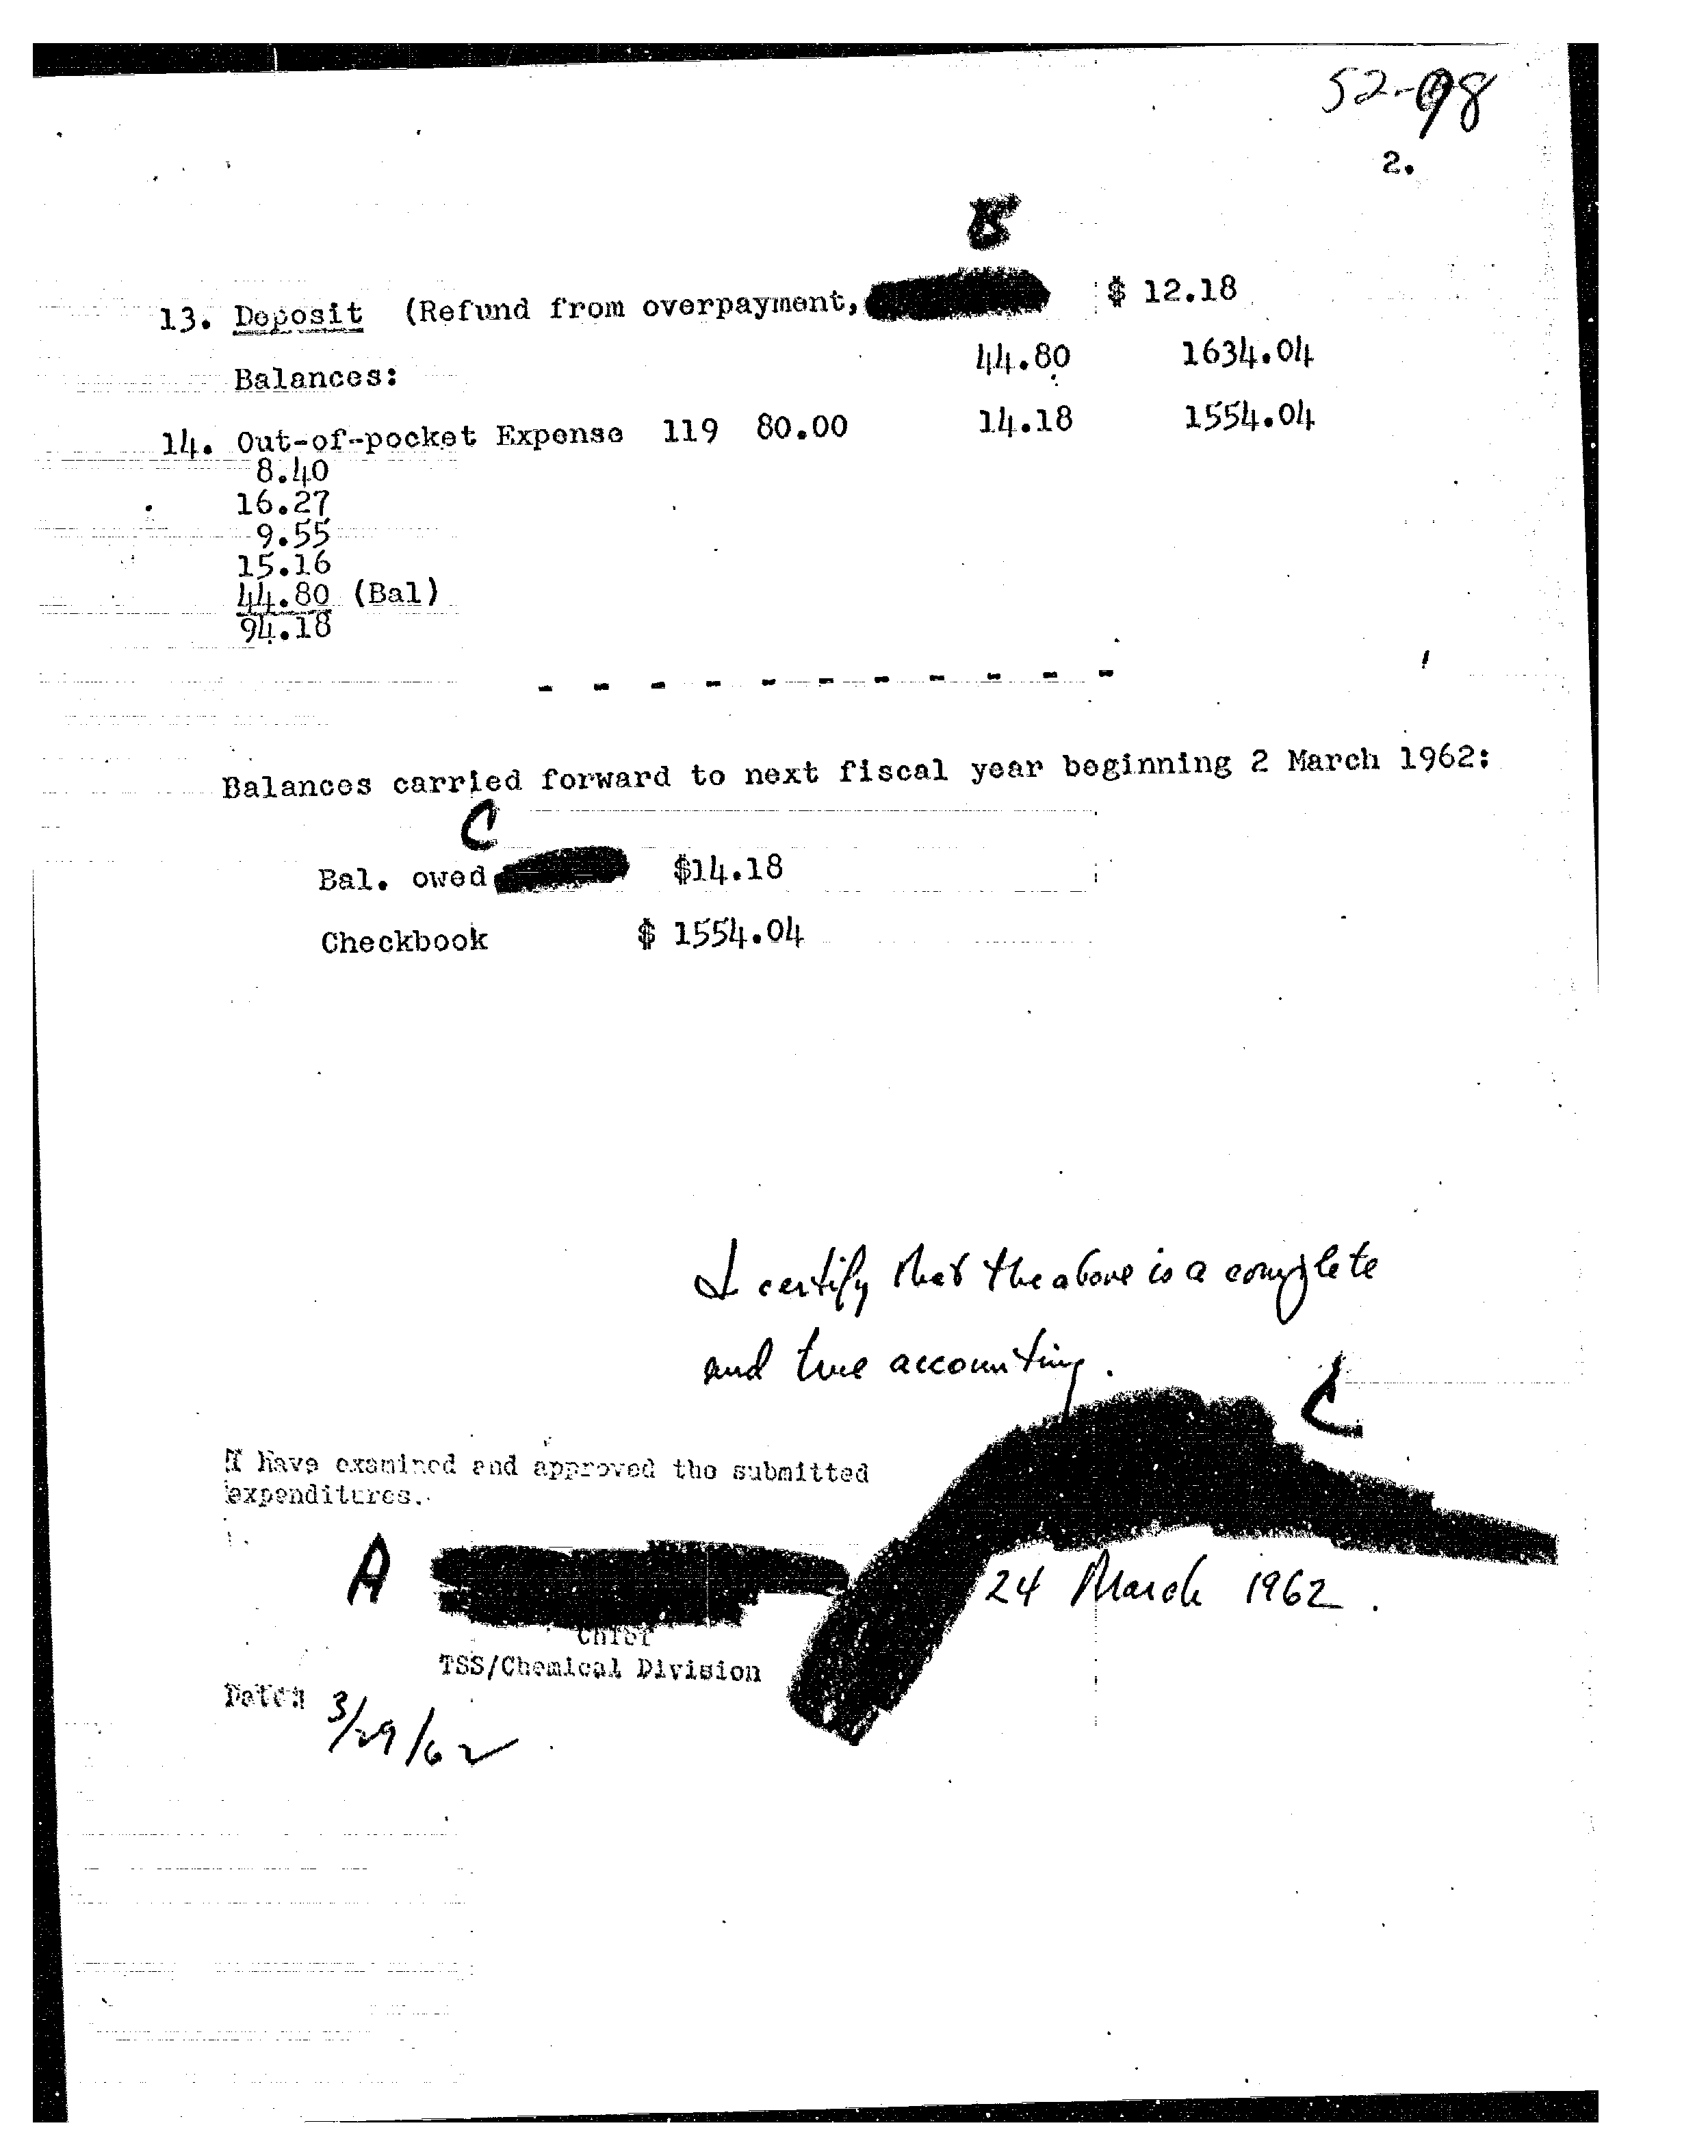 52-98
2.
B
13. Deposit (Refund from overpayment, $ 12.18
Balances: 44.80 1634.04
14. Out-of-pocket Expense 119 80.00 14.18 1554.04
8.40
16.27
9.55
15.16
44.80 (Bal)
94.18
- - - - - - - - - - -
Balances carried forward to next fiscal year beginning 2 March 1962:
C
Bal. owed $14.18
Checkbook $ 1554.04
I certify that the above is a complete
and true accounting.
C
I have examined and approved the submitted
expenditures.
A
24 March 1962.
Chief
TSS/Chemical Division
Date: 3/29/62